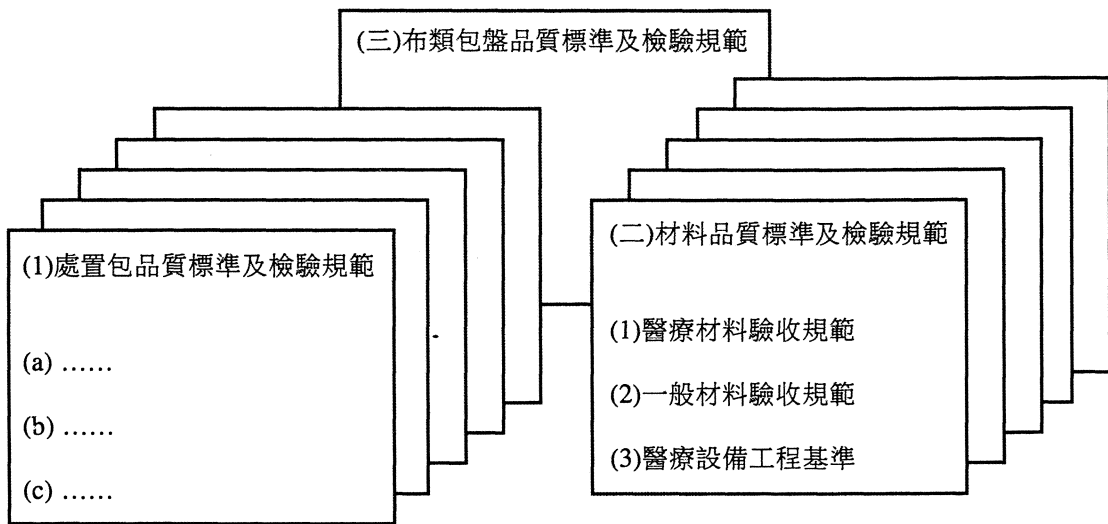 (三)布類包盤品質標準及檢驗規範
(1)處置包品質標準及檢驗規範
(a) ……
(b) ……
(c) ……
(二)材料品質標準及檢驗規範
(1)醫療材料驗收規範
(2)一般材料驗收規範
(3)醫療設備工程基準